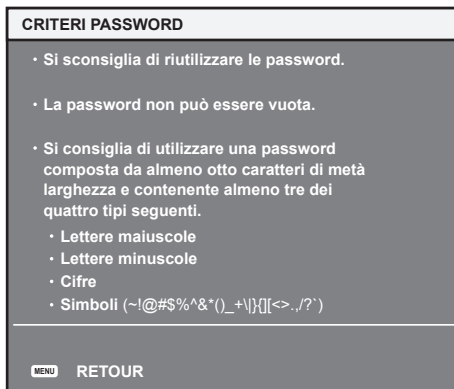 CRITERI PASSWORD
• Si sconsiglia di riutilizzare le password.
• La password non può essere vuota.
• Si consiglia di utilizzare una password
composta da almeno otto caratteri di metà
larghezza e contenente almeno tre dei
quattro tipi seguenti.
• Lettere maiuscole
• Lettere minuscole
• Cifre
• Simboli (~!@#$%^&*()_+\|}{][<>.,/?`)
MENU RETOUR